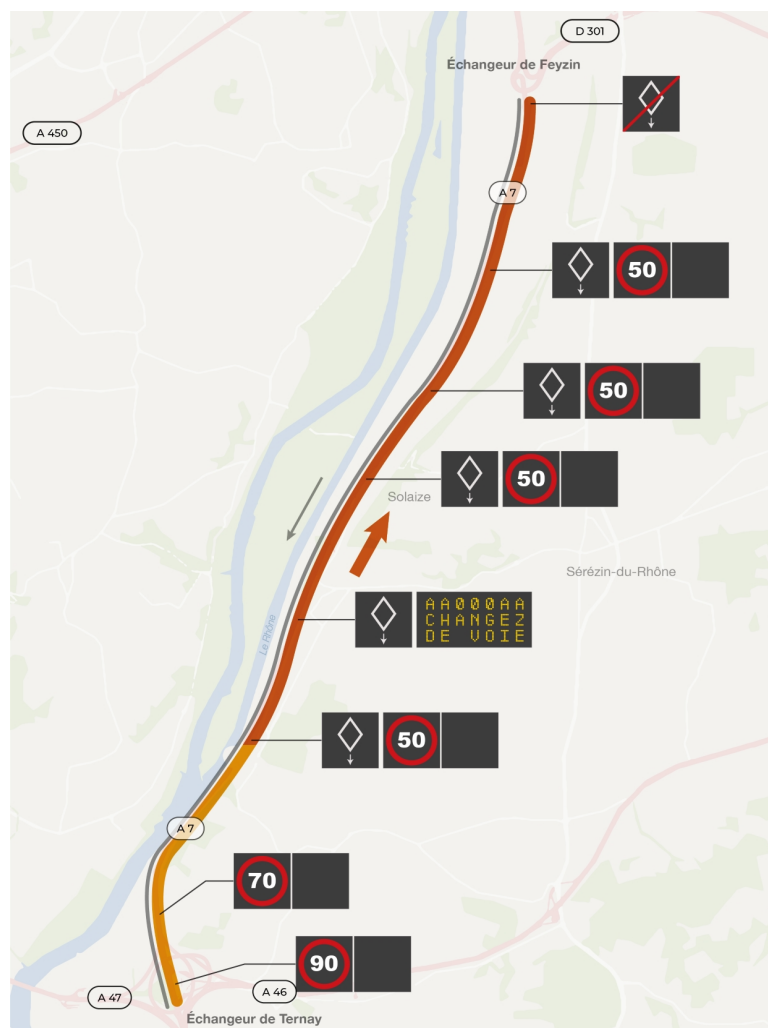 D 301
Échangeur de Feyzin
A 450
A 7
50
50
50
Solaize
Sérézin-du-Rhône
AA000AA
CHANGEZ
DE VOIE
Le Rhône
50
A 7
70
90
A 46
A 47
Échangeur de Ternay